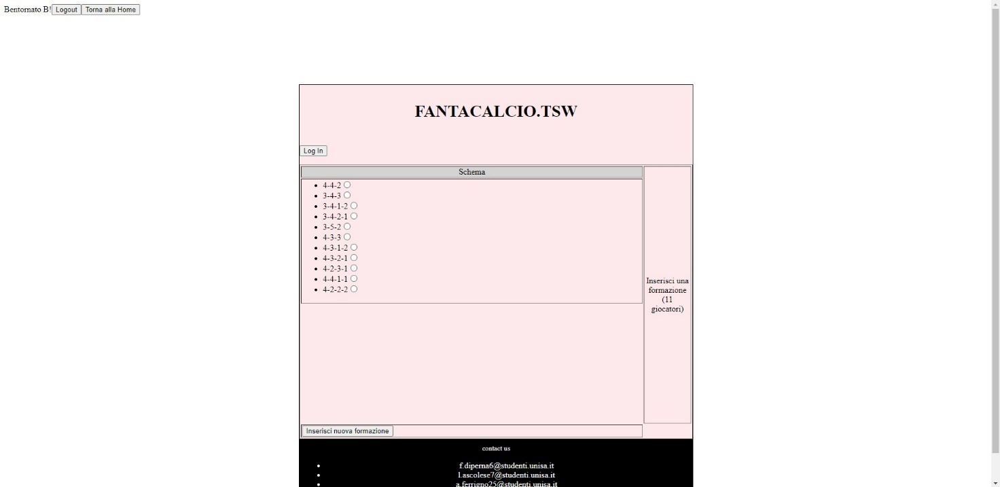 Bentornato B! Logout Torna alla Home
FANTACALCIO.TSW
Log In
Schema
4-4-2
3-4-3
3-4-1-2
3-4-2-1
3-5-2
4-3-3
4-3-1-2
4-3-2-1
4-2-3-1
4-4-1-1
4-2-2-2
Inserisci una
formazione
(11
giocatori)
Inserisci nuova formazione
contact us
f.diperna6@studenti.unisa.it
l.ascolese7@studenti.unisa.it
a.ferrigno25@studenti.unisa.it